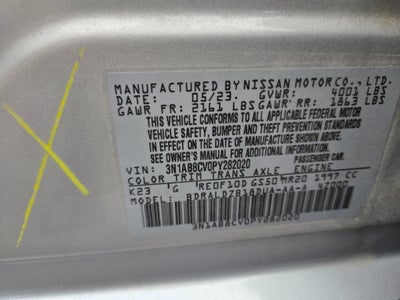 MANUFACTURED BY NISSAN MOTOR CO., LTD.
DATE: 05/23. GVWR: 4001 LBS
GAWR FR: 2161 LBS GAWR RR: 1863 LBS
THIS VEHICLE CONFORMS TO ALL APPLICABLE FEDERAL MOTOR
VEHICLE SAFETY, BUMPER AND THEFT PREVENTION STANDARDS
IN EFFECT ON THE DATE OF MANUFACTURE SHOWN ABOVE.
SEE OWNER'S MANUAL FOR ADDITIONAL INFORMATION
VIN: 3N1AB8CV0PY282020 PASSENGER CAR.
COLOR TRIM TRANS AXLE ENGINE
K23 G RE0F10D GS50 MR20 1997 CC
47000
3N1AB8CV0PY282020